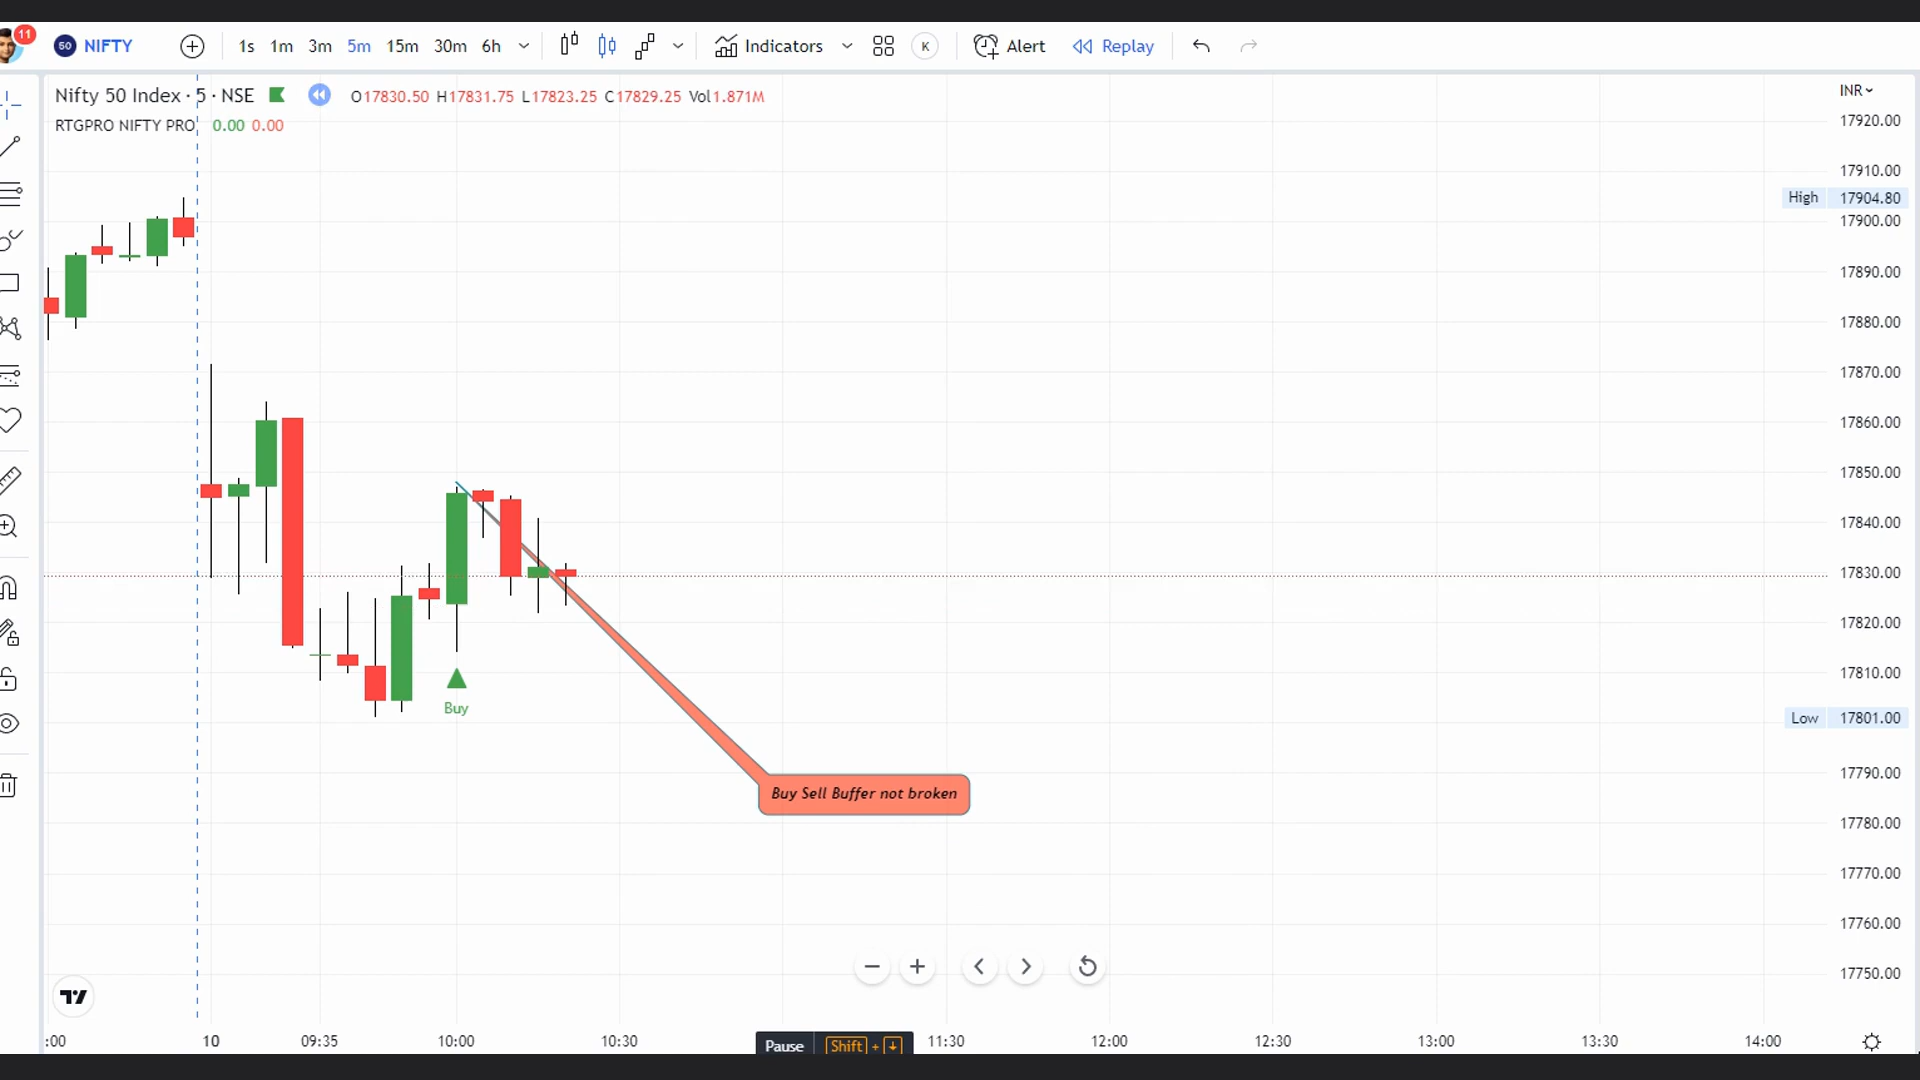 11
50 NIFTY 1s 1m 3m 5m 15m 30m 6h Indicators K Alert Replay
Nifty 50 Index · 5 · NSE O17830.50 H17831.75 L17823.25 C17829.25 Vol1.871M
RTGPRO NIFTY PRO 0.00 0.00
INR
17920.00
17910.00
High 17904.80
17900.00
17890.00
17880.00
17870.00
17860.00
17850.00
17840.00
17830.00
17820.00
17810.00
Buy
Low 17801.00
17790.00
Buy Sell Buffer not broken
17780.00
17770.00
17760.00
17750.00
:00 10 09:35 10:00 10:30 11:30 12:00 12:30 13:00 13:30 14:00
Pause Shift + ↓